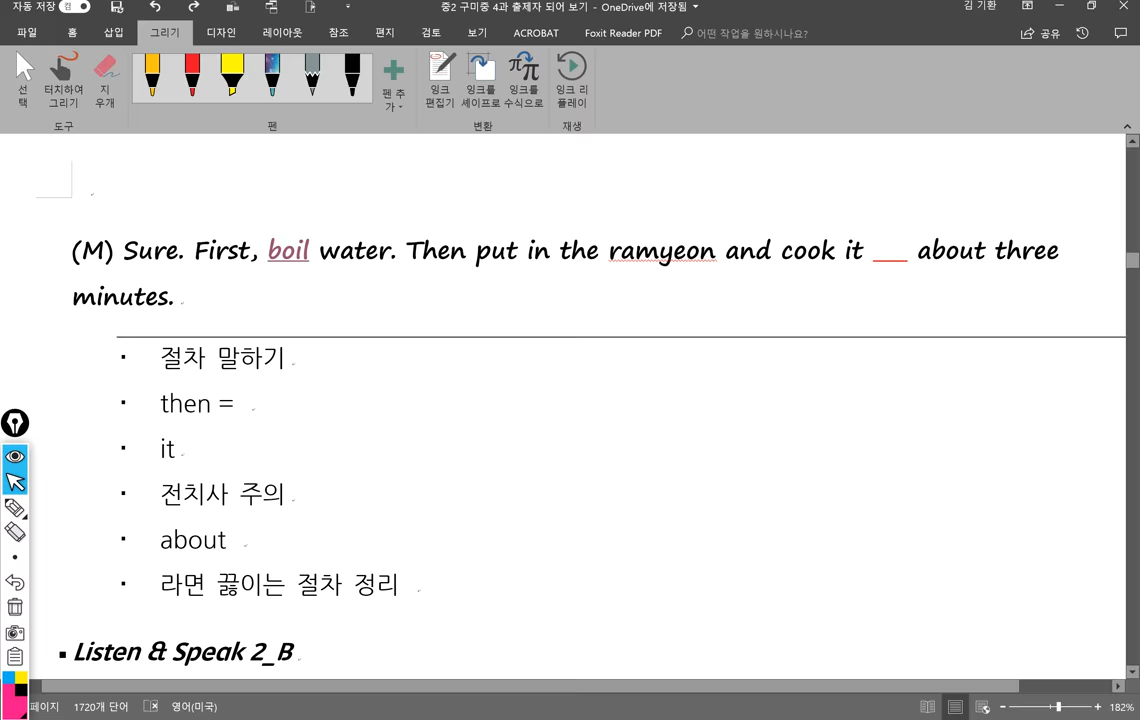 자동 저장 컴 중2 구미중 4과 출제자 되어 보기 - OneDrive에 저장됨 김 기환
파일 홈 삽입 그리기 디자인 레이아웃 참조 편지 검토 보기 ACROBAT Foxit Reader PDF 어떤 작업을 원하시나요? 공유
선택 터치하여 그리기 지우개 펜 추가 잉크 편집기 잉크를 셰이프로 잉크를 수식으로 잉크 리플레이
도구 펜 변환 재생
(M) Sure. First, boil water. Then put in the ramyeon and cook it ___ about three
minutes.
· 절차 말하기
· then =
· it
· 전치사 주의
· about
· 라면 끓이는 절차 정리
▪ Listen & Speak 2_B
페이지 1720개 단어 영어(미국) 182%